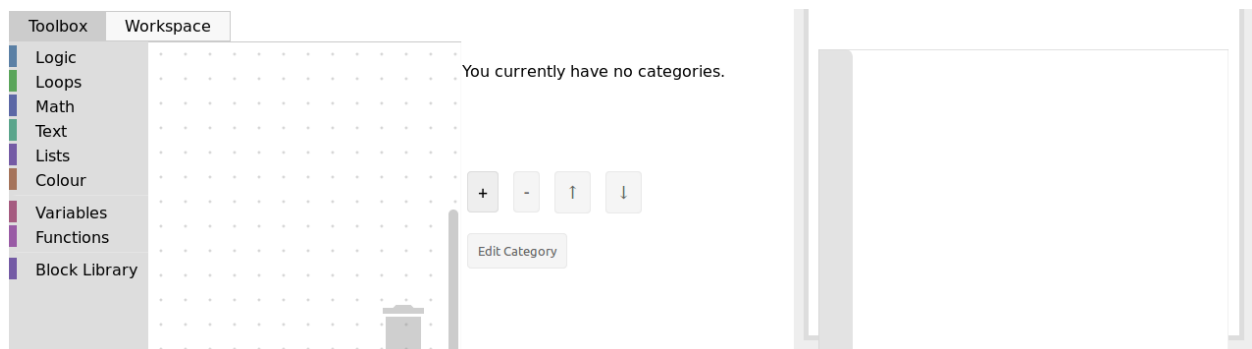 Toolbox Workspace
Logic
Loops
Math
Text
Lists
Colour
Variables
Functions
Block Library
You currently have no categories.
+ - ↑ ↓
Edit Category